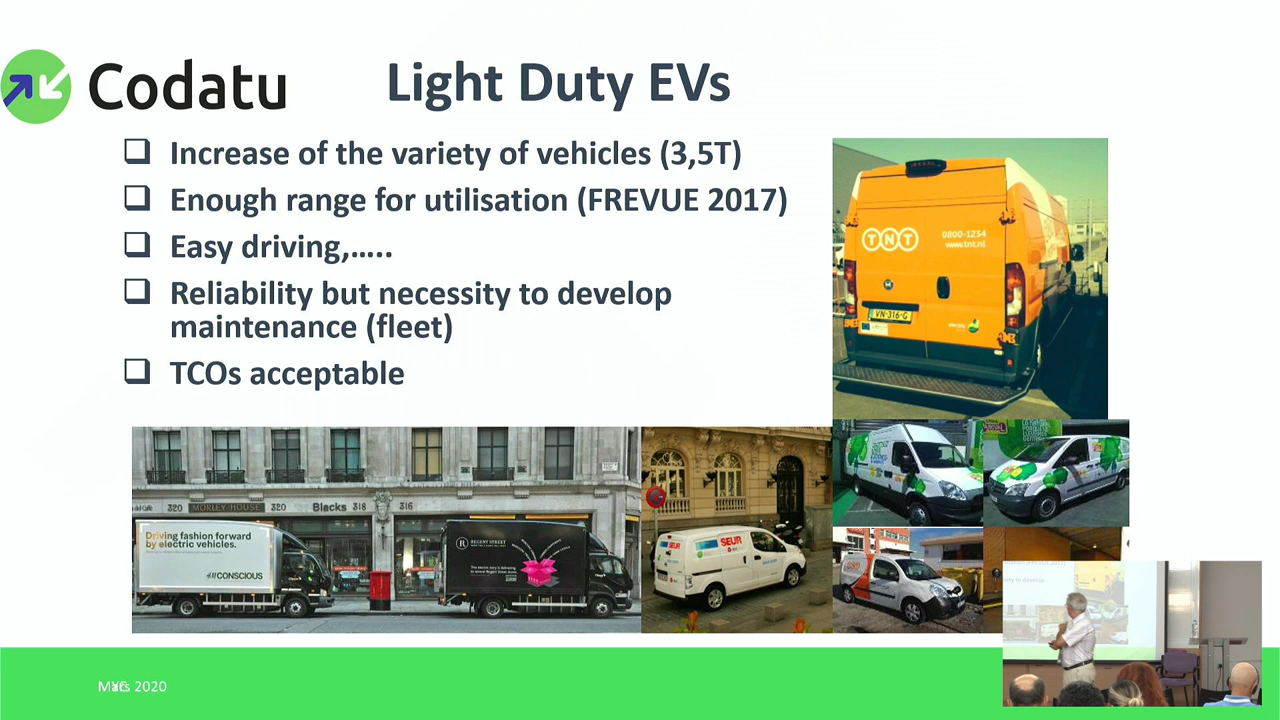 Codatu
Light Duty EVs
❑ Increase of the variety of vehicles (3,5T)
❑ Enough range for utilisation (FREVUE 2017)
❑ Easy driving,…..
❑ Reliability but necessity to develop
maintenance (fleet)
❑ TCOs acceptable
TNT
0800-1234
www.tnt.nl
VN-316-G
320 MORLEY HOUSE 320 Blacks 318 316
Driving fashion forward
by electric vehicles.
H&M CONSCIOUS
REGENT STREET
SEUR
SEUR
Mars 2020